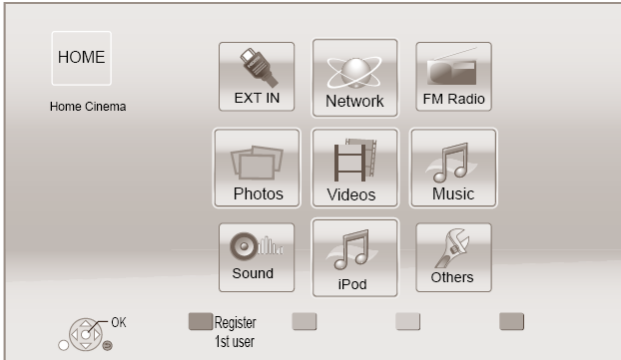 HOME
Home Cinema
EXT IN
Network
FM Radio
Photos
Videos
Music
Sound
iPod
Others
OK
Register
1st user